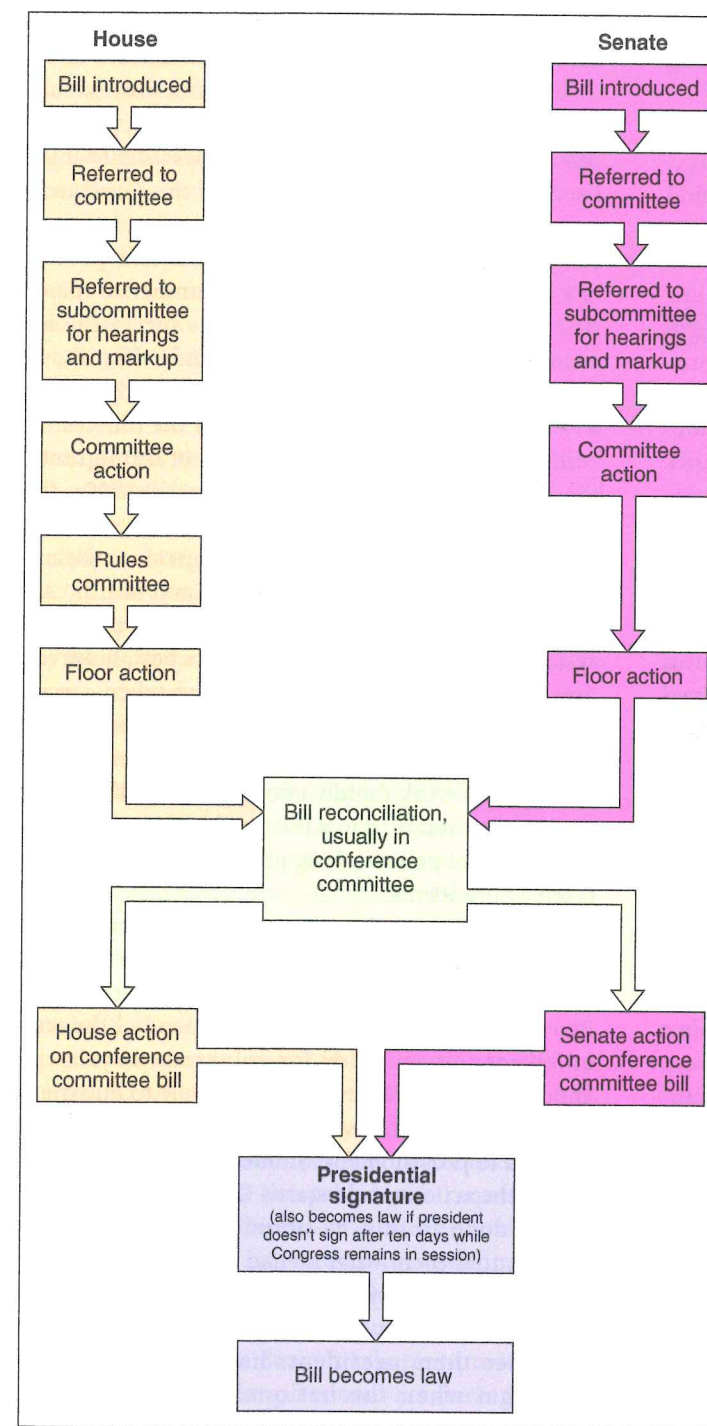 House
Bill introduced
Referred to
committee
Referred to
subcommittee
for hearings
and markup
Committee
action
Rules
committee
Floor action
Senate
Bill introduced
Referred to
committee
Referred to
subcommittee
for hearings
and markup
Committee
action
Floor action
Bill reconciliation,
usually in
conference
committee
House action
on conference
committee bill
Senate action
on conference
committee bill
Presidential
signature
(also becomes law if president
doesn't sign after ten days while
Congress remains in session)
Bill becomes law